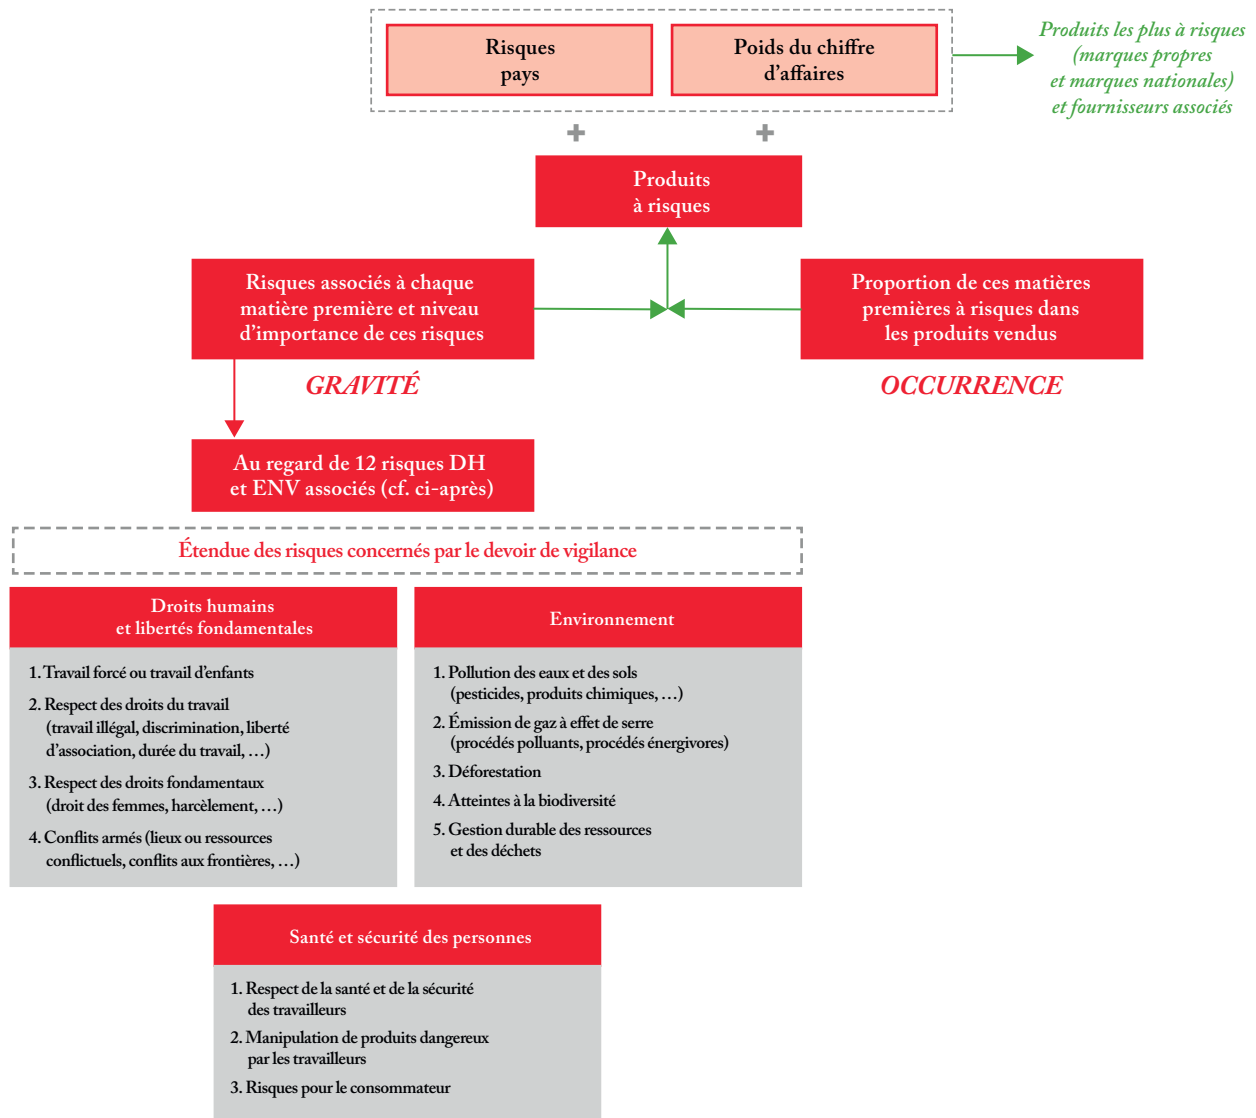 Risques
pays
Poids du chiffre
d'affaires
Produits les plus à risques
(marques propres
et marques nationales)
et fournisseurs associés
+
+
Produits
à risques
Risques associés à chaque
matière première et niveau
d'importance de ces risques
Proportion de ces matières
premières à risques dans
les produits vendus
GRAVITÉ
OCCURRENCE
Au regard de 12 risques DH
et ENV associés (cf. ci-après)
Étendue des risques concernés par le devoir de vigilance
Droits humains
et libertés fondamentales
1. Travail forcé ou travail d'enfants
2. Respect des droits du travail
(travail illégal, discrimination, liberté
d'association, durée du travail, …)
3. Respect des droits fondamentaux
(droit des femmes, harcèlement, …)
4. Conflits armés (lieux ou ressources
conflictuels, conflits aux frontières, …)
Environnement
1. Pollution des eaux et des sols
(pesticides, produits chimiques, …)
2. Émission de gaz à effet de serre
(procédés polluants, procédés énergivores)
3. Déforestation
4. Atteintes à la biodiversité
5. Gestion durable des ressources
et des déchets
Santé et sécurité des personnes
1. Respect de la santé et de la sécurité
des travailleurs
2. Manipulation de produits dangereux
par les travailleurs
3. Risques pour le consommateur